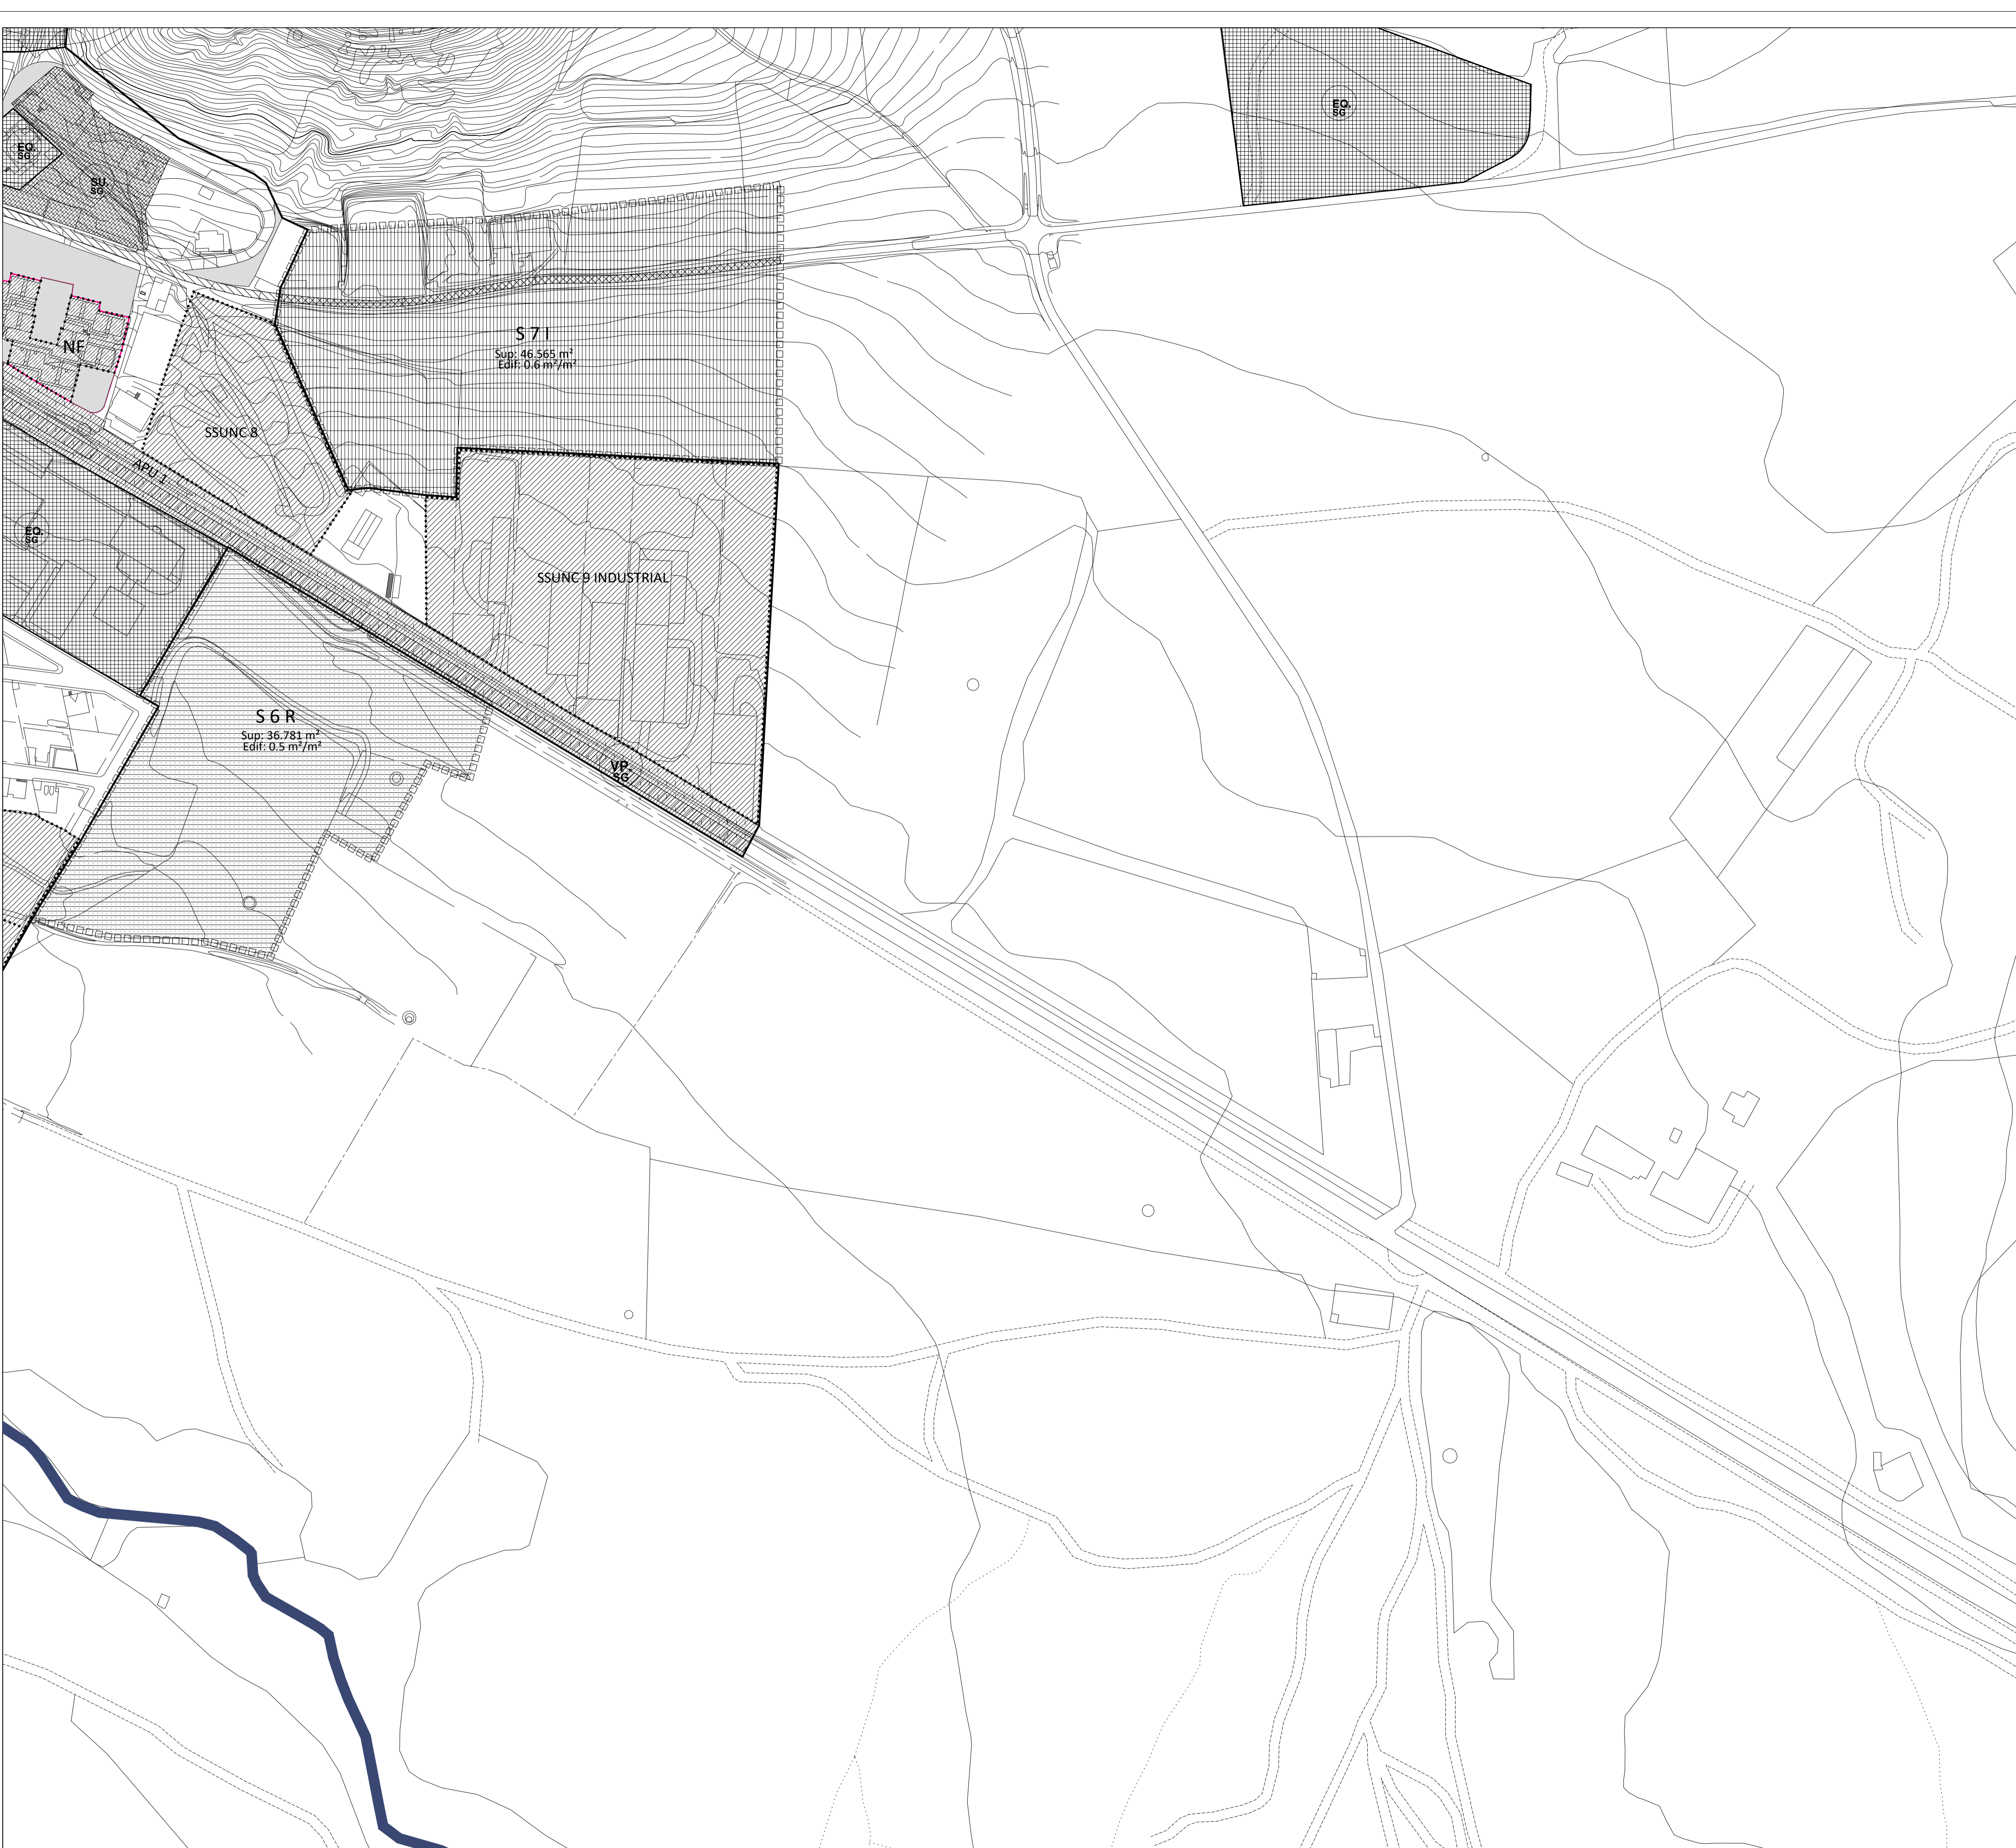 EQ.
SG
EQ.
SG
SU.
SG
S 7 I
Sup: 46.565 m²
Edif: 0.6 m²/m²
NF
SSUNC 8
APU 1
EQ.
SG
SSUNC 9 INDUSTRIAL
S 6 R
Sup: 36.781 m²
Edif: 0.5 m²/m²
VP.
SG